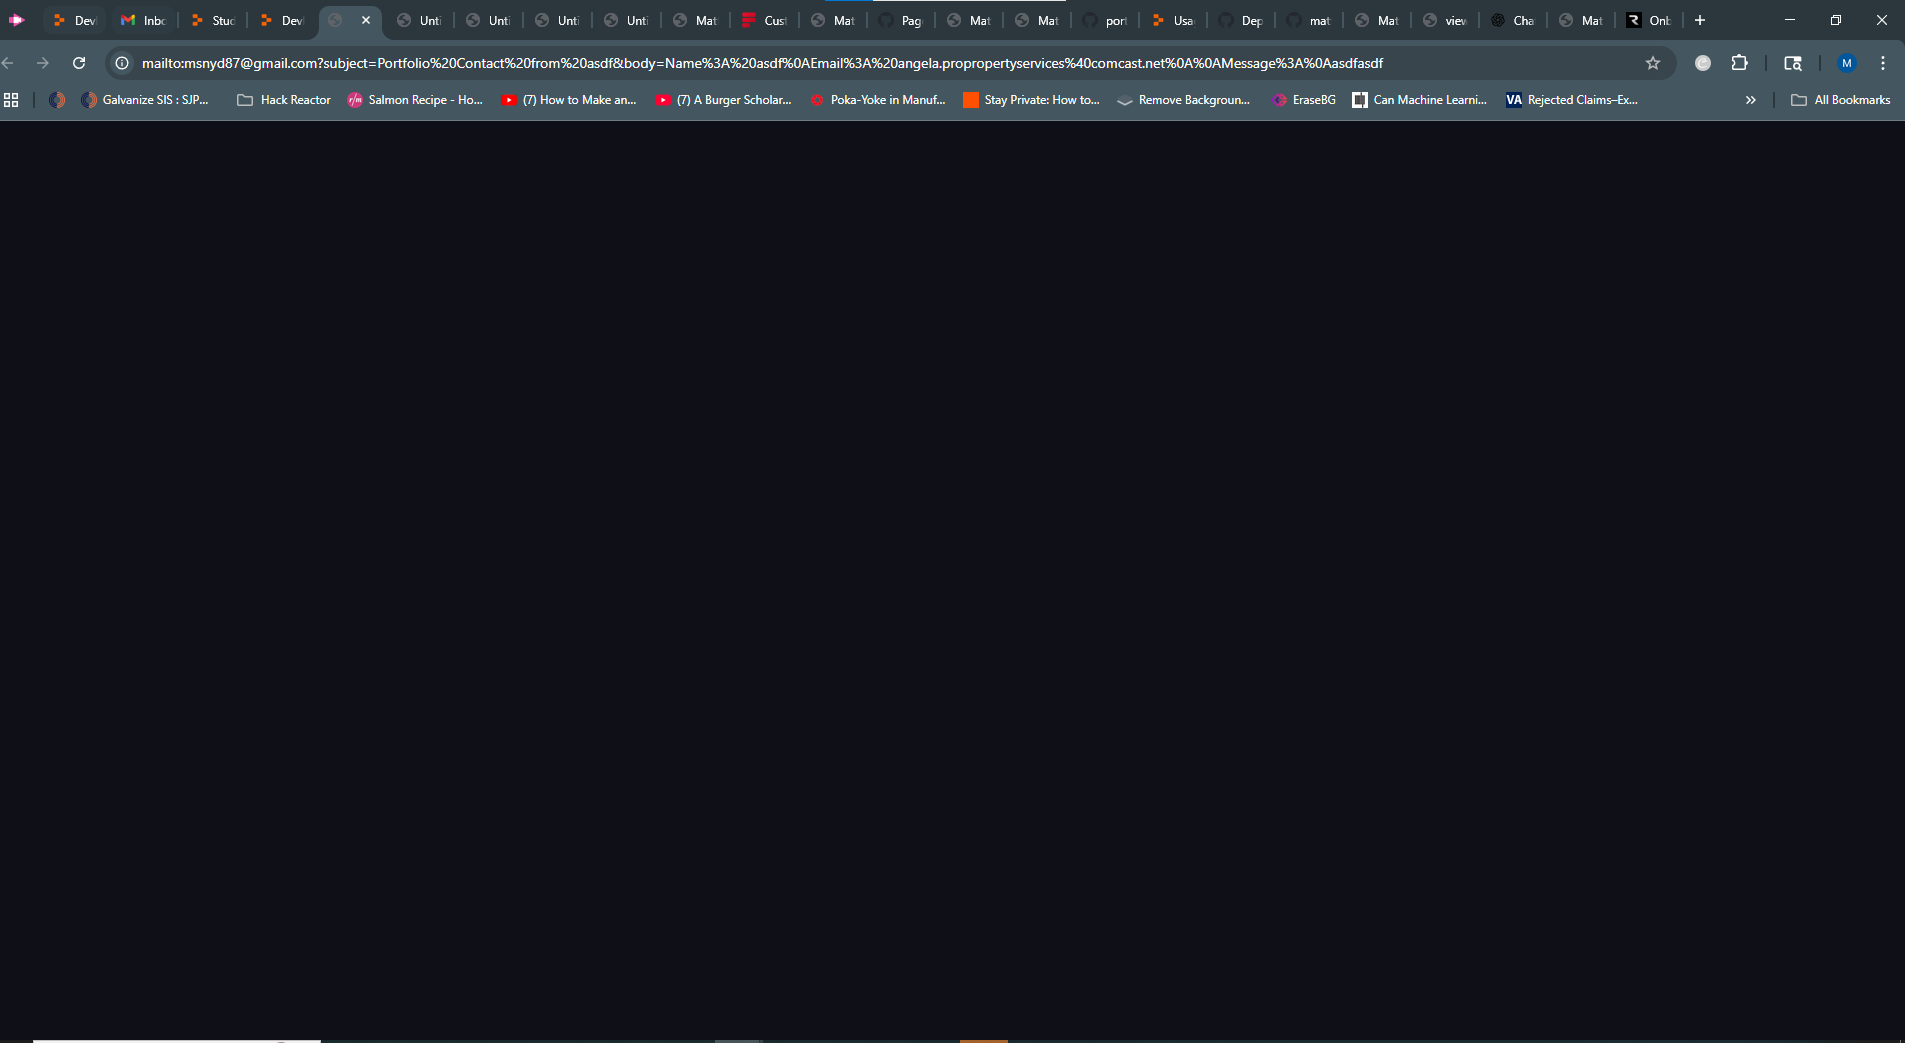 Dev Inbc Stud Dev Unti Unti Unti Unti Mat Cust Mat Pag Mat Mat port Usa Dep mat Mat view Cha Mat Onb
mailto:msnyd87@gmail.com?subject=Portfolio%20Contact%20from%20asdf&body=Name%3A%20asdf%0AEmail%3A%20angela.propropertyservices%40comcast.net%0A%0AMessage%3A%0Aasdfasdf
M
Galvanize SIS : SJP... Hack Reactor r/m Salmon Recipe - Ho... (7) How to Make an... (7) A Burger Scholar... Poka-Yoke in Manuf... Stay Private: How to... Remove Backgroun... EraseBG Can Machine Learni... VA Rejected Claims–Ex... » All Bookmarks